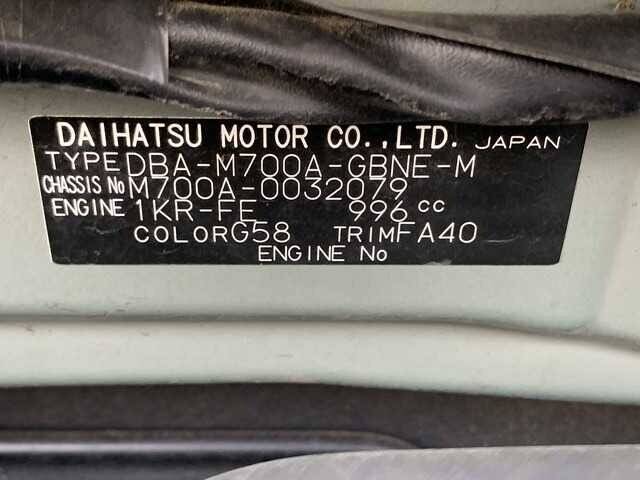 DAIHATSU MOTOR CO.,LTD. JAPAN
TYPE DBA-M700A-GBNE-M
CHASSIS No M700A-0032079
ENGINE 1KR-FE 996 cc
COLOR G58 TRIM FA40
ENGINE No